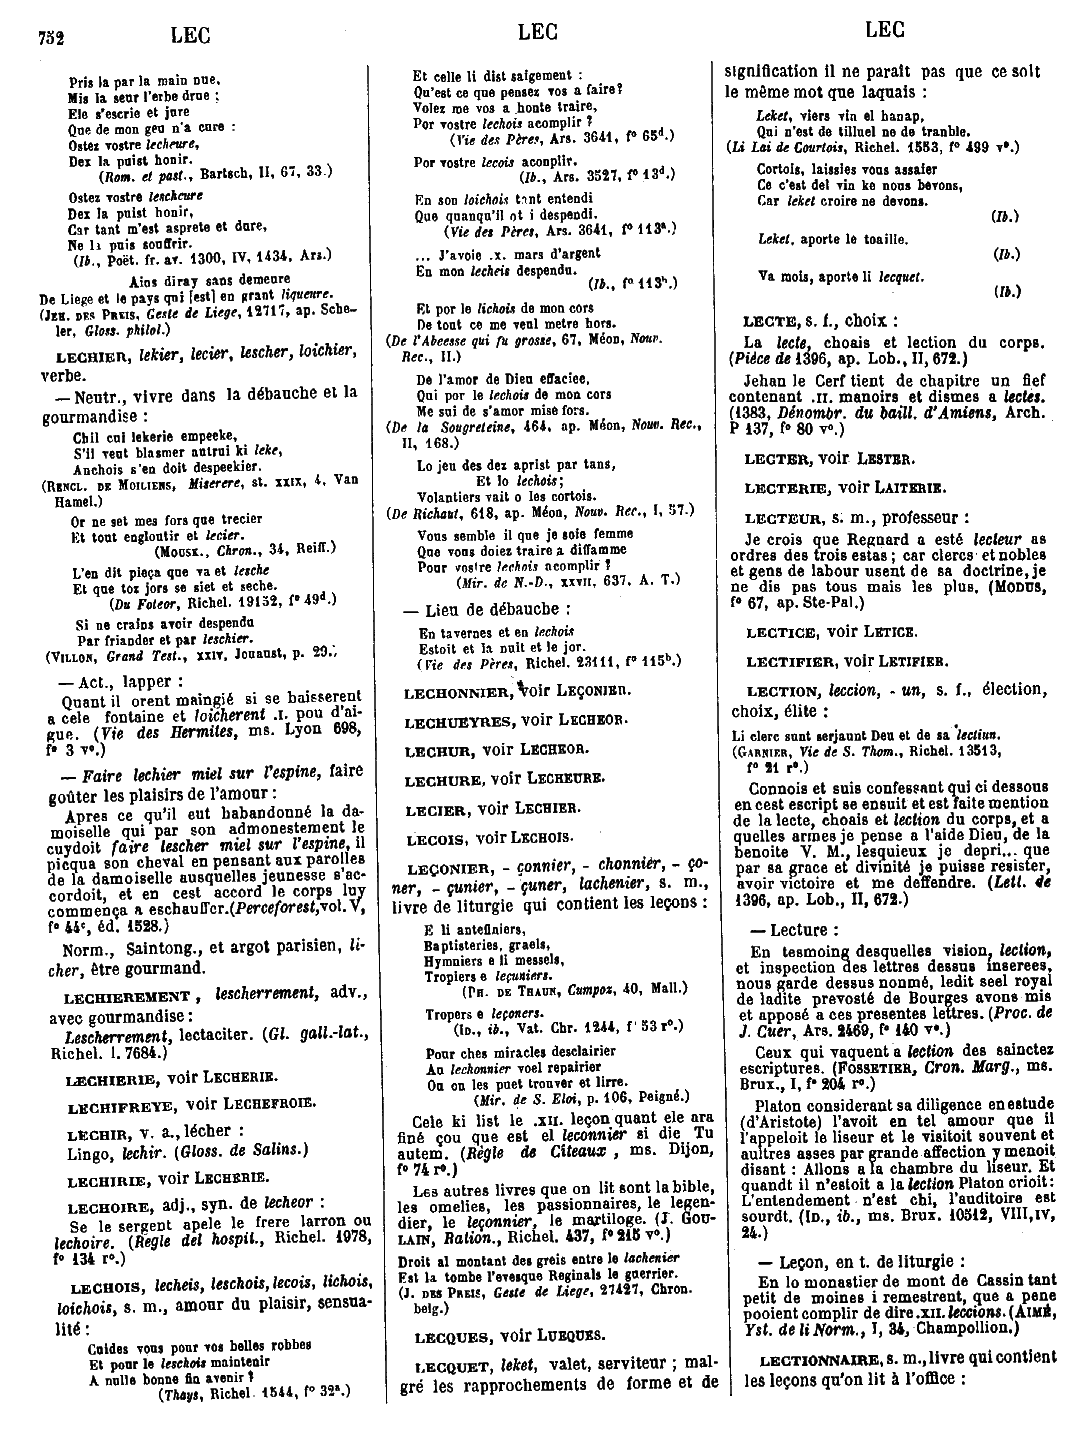 752 LEC LEC LEC
Pris la par la main nue,
Mis la seur l'erbe drue ;
Ele s'escrie et jure
Que de mon geu n'a cure :
Ostez vostre lecheure,
Dex la puist honir.
(Rom. et past., Bartsch, II, 67, 33.)
Ostez vostre lescheure
Dex la puist honir,
Car tant m'est asprete et dure,
Ne la puis souffrir.
(Ib., Poët. fr. av. 1300, IV, 1434, Ars.)
Ains diray sans demeure
De Liege et le pays qui [est] en grant liqueure.
(JEH. DES PREIS, Geste de Liege, 12717, ap. Sche-
ler, Gloss. philol.)
LECHIER, lekier, lecier, lescher, loichier,
verbe.
— Neutr., vivre dans la débauche et la
gourmandise :
Chil cui lekerie empeeke,
S'il veut blasmer autrui ki leke,
Anchois s'en doit despeekier.
(RENCL. DE MOILIENS, Miserere, st. XXIX, 4, Van
Hamel.)
Or ne set mes fors que trecier
Et tout engloutir et lecier.
(MOUSK., Chron., 34, Reiff.)
L'en dit pieça que va et lesche
Et que toz jors se siet et seche.
(Du Foteor, Richel. 19152, f° 49d.)
Si ne crains avoir despendu
Par friander et par leschier.
(VILLON, Grand Test., XXIV, Jouaust, p. 29.)
— Act., lapper :
Quant il orent maingié si se baisserent
a cele fontaine et loicherent .I. pou d'ai-
gue. (Vie des Hermites, ms. Lyon 698,
f° 3 v°.)
— Faire lechier miel sur l'espine, faire
goûter les plaisirs de l'amour :
Apres ce qu'il eut habandonné la da-
moiselle qui par son admonestement le
cuydoit faire lescher miel sur l'espine, il
picqua son cheval en pensant aux parolles
de la damoiselle ausquelles jeunesse s'ac-
cordoit, et en cest accord le corps luy
commença a eschauffer. (Perceforest, vol. V,
f° 44c, éd. 1528.)
Norm., Saintong., et argot parisien, li-
cher, être gourmand.
LECHIEREMENT, lescherrement, adv.,
avec gourmandise :
Lescherrement, lectaciter. (Gl. gall.-lat.,
Richel. l. 7684.)
LECHIERIE, voir LECHERIE.
LECHIFREYE, voir LECHEFROIE.
LECHIR, v. a., lécher :
Lingo, lechir. (Gloss. de Salins.)
LECHIRIE, voir LECHERIE.
LECHOIRE, adj., syn. de lecheor :
Se le sergent apele le frere larron ou
lechoire. (Regle del hospit., Richel. 1978,
f° 134 r°.)
LECHOIS, lecheis, leschois, lecois, lichois,
loichois, s. m., amour du plaisir, sensua-
lité :
Cuides vous pour vos belles robbes
Et pour le leschois maintenir
A nulle bonne fin avenir ?
(Thays, Richel. 1544, f° 32a.)
Et celle li dist saigement :
Qu'est ce que pensez vos a faire ?
Volez me vos a honte traire,
Por vostre lechois acomplir ?
(Vie des Pères, Ars. 3641, f° 65d.)
Por vostre lecois aconplir.
(Ib., Ars. 3527, f° 13d.)
En son loichois tant entendi
Que quanqu'il ot i despendi.
(Vie des Pères, Ars. 3641, f° 113a.)
... J'avoie .x. mars d'argent
En mon lecheis despendu.
(Ib., f° 113b.)
Et por le lichois de mon cors
De tout ce me veul metre hors.
(De l'Abeesse qui fu grosse, 67, Méon, Nouv.
Rec., II.)
De l'amor de Dieu effaciee,
Qui por le lechois de mon cors
Me sui de s'amor mise fors.
(De la Sougreteine, 464, ap. Méon, Nouv. Rec.,
II, 168.)
Lo jeu des dez aprist par tans,
Et lo lechois ;
Volantiers vait o les cortois.
(De Richaut, 618, ap. Méon, Nouv. Rec., I, 57.)
Vous semble il que je soie femme
Que vous doiez traire a diffamme
Pour vostre lechois acomplir ?
(Mir. de N.-D., XXVII, 637, A. T.)
— Lieu de débauche :
En tavernes et en lechois
Estoit et la nuit et le jor.
(Vie des Pères, Richel. 23111, f° 115b.)
LECHONNIER, voir LEÇONIER.
LECHUEYRES, voir LECHEOR.
LECHUR, voir LECHEOR.
LECHURE, voir LECHEURE.
LECIER, voir LECHIER.
LECOIS, voir LECHOIS.
LEÇONIER, - çonnier, - chonnier, - ço-
ner, - çunier, - çuner, lachenier, s. m.,
livre de liturgie qui contient les leçons :
E li antefiniers,
Baptisteries, graels,
Hymniers e li messels,
Tropiers e leçuniers.
(PH. DE THAUN, Cumpoz, 40, Mall.)
Tropers e leçoners.
(ID., ib., Vat. Chr. 1244, f° 53 r°.)
Pour ches miracles desclairier
Au lechonnier voel repairier
Ou on les puet trouver et lirre.
(Mir. de S. Eloi, p. 106, Peigné.)
Cele ki list le .XII. leçon quant ele ara
finé çou que est el leconnier si die Tu
autem. (Règle de Citeaux, ms. Dijon,
f° 74 r°.)
Les autres livres que on lit sont la bible,
les omelies, les passionnaires, le legen-
dier, le leçonnier, le martiloge. (J. GOU-
LAIN, Ration., Richel. 437, f° 215 v°.)
Droit al montant des greis entre le lachenier
Est la tombe l'evesque Reginals le guerrier.
(J. DES PREIS, Geste de Liege, 27427, Chron.
belg.)
LECQUES, voir LUEQUES.
LECQUET, leket, valet, serviteur ; mal-
gré les rapprochements de forme et de
signification il ne parait pas que ce soit
le même mot que laquais :
Leket, viers vin el hanap,
Qui n'est de tilluel ne de tranble.
(Li Lai de Courtois, Richel. 1553, f° 499 v°.)
Cortois, laissies vous assaier
Ce c'est del vin ke nous bevons,
Car leket croire ne devons.
(Ib.)
Leket, aporte le toaille.
(Ib.)
Va mois, aporte li lecquet.
(Ib.)
LECTE, s. f., choix :
La lecte, choais et lection du corps.
(Piéce de 1396, ap. Lob., II, 672.)
Jehan le Cerf tient de chapitre un fief
contenant .II. manoirs et dismes a lectes.
(1383, Dénombr. du baill. d'Amiens, Arch.
P 137, f° 80 v°.)
LECTER, voir LESTER.
LECTERIE, voir LAITERIE.
LECTEUR, s. m., professeur :
Je crois que Regnard a esté lecteur as
ordres des trois estas ; car clercs et nobles
et gens de labour usent de sa doctrine, je
ne dis pas tous mais les plus. (MODUS,
f° 67, ap. Ste-Pal.)
LECTICE, voir LETICE.
LECTIFIER, voir LETIFIER.
LECTION, leccion, - un, s. f., élection,
choix, élite :
Li clerc sunt serjaunt Deu et de sa lectiun.
(GARNIER, Vie de S. Thom., Richel. 13513,
f° 21 r°.)
Connois et suis confessant qui ci dessous
en cest escript se ensuit et est faite mention
de la lecte, choais et lection du corps, et a
quelles armes je pense a l'aide Dieu, de la
benoite V. M., lesquieux je depri... que
par sa grace et divinité je puisse resister,
avoir victoire et me deffendre. (Lett. de
1396, ap. Lob., II, 672.)
— Lecture :
En tesmoing desquelles vision, lection,
et inspection des lettres dessus inserees,
nous garde dessus nonmé, ledit seel royal
de ladite prevosté de Bourges avons mis
et apposé a ces presentes lettres. (Proc. de
J. Cuer, Ars. 2469, f° 140 v°.)
Ceux qui vaquent a lection des sainctez
escriptures. (FOSSETIER, Cron. Marg., ms.
Brux., I, f° 204 r°.)
Platon considerant sa diligence en estude
(d'Aristote) l'avoit en tel amour que il
l'appeloit le liseur et le visitoit souvent et
aultres asses par grande affection y menoit
disant : Allons a la chambre du liseur. Et
quandt il n'estoit a la lection Platon crioit :
L'entendement n'est chi, l'auditoire est
sourdt. (ID., ib., ms. Brux. 10512, VIII, IV,
24.)
— Leçon, en t. de liturgie :
En lo monastier de mont de Cassin tant
petit de moines i remestrent, que a pene
pooient complir de dire .XII. leccions. (AIMÉ,
Yst. de li Norm., I, 34, Champollion.)
LECTIONNAIRE, s. m., livre qui contient
les leçons qu'on lit à l'office :